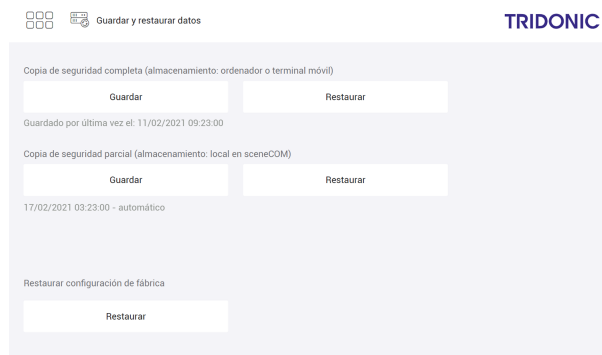 Guardar y restaurar datos
TRIDONIC
Copia de seguridad completa (almacenamiento: ordenador o terminal móvil)
Guardar
Restaurar
Guardado por última vez el: 11/02/2021 09:23:00
Copia de seguridad parcial (almacenamiento: local en sceneCOM)
Guardar
Restaurar
17/02/2021 03:23:00 - automático
Restaurar configuración de fábrica
Restaurar